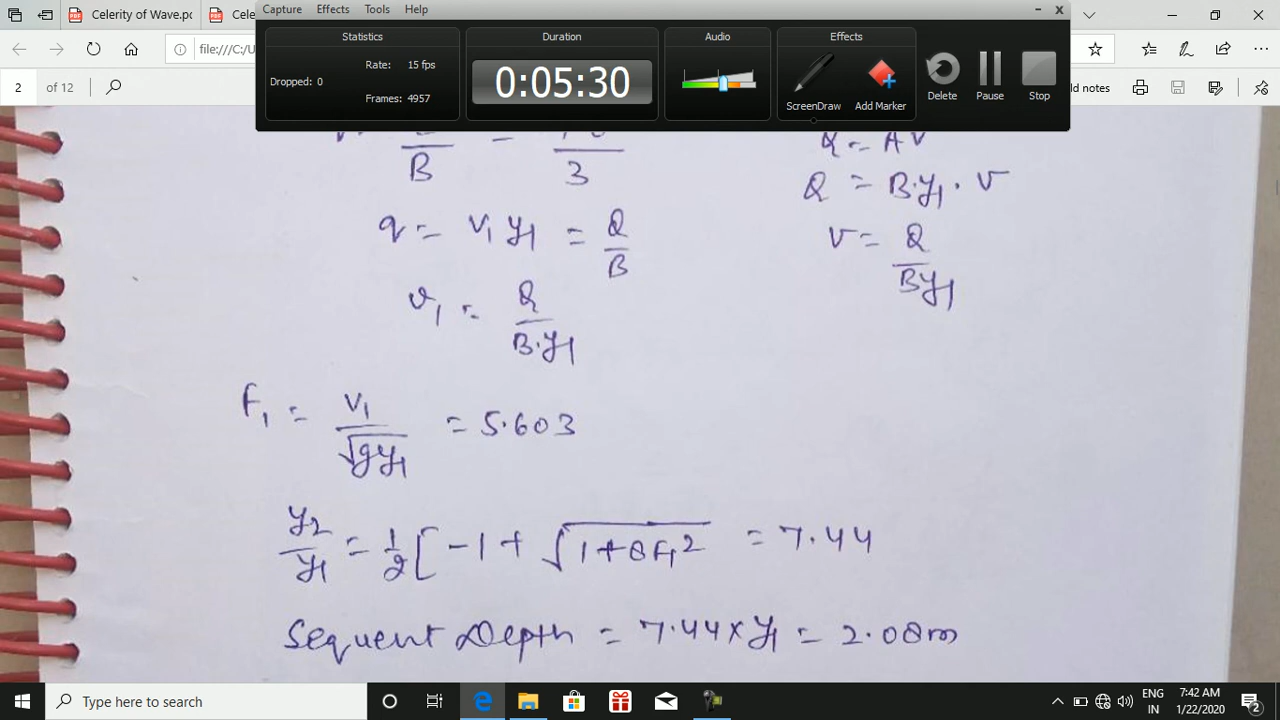 Celerity of Wave.po
Cele
Capture Effects Tools Help
Statistics
Duration
Audio
Effects
Dropped: 0
Rate: 15 fps
Frames: 4957
0:05:30
ScreenDraw
Add Marker
Delete
Pause
Stop
file:///C:/U
of 12
d notes
B = 3
Q = AV
Q = B.y1 . V
q = V1 y1 = Q/B
V = Q/By1
V1 = Q/B.y1
F1 = V1/√gy1 = 5.603
y2/y1 = 1/2 [ -1 + √1+8F1² = 7.44
Sequent Depth = 7.44 x y1 = 2.08m
Type here to search
ENG
IN
7:42 AM
1/22/2020
2